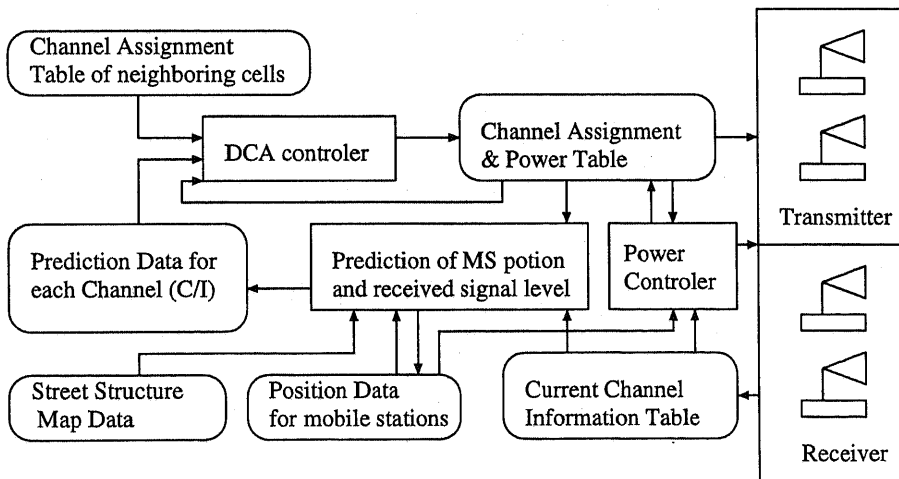 Channel Assignment
Table of neighboring cells
DCA controler
Channel Assignment
& Power Table
Transmitter
Prediction Data for
each Channel (C/I)
Prediction of MS potion
and received signal level
Power
Controler
Street Structure
Map Data
Position Data
for mobile stations
Current Channel
Information Table
Receiver